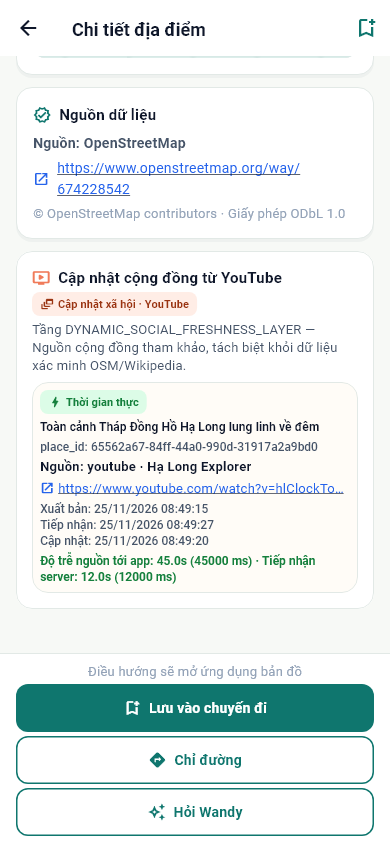 Chi tiết địa điểm
Nguồn dữ liệu
Nguồn: OpenStreetMap
https://www.openstreetmap.org/way/
674228542
© OpenStreetMap contributors · Giấy phép ODbL 1.0
Cập nhật cộng đồng từ YouTube
Cập nhật xã hội · YouTube
Tầng DYNAMIC_SOCIAL_FRESHNESS_LAYER —
Nguồn cộng đồng tham khảo, tách biệt khỏi dữ liệu
xác minh OSM/Wikipedia.
Thời gian thực
Toàn cảnh Tháp Đồng Hồ Hạ Long lung linh về đêm
place_id: 65562a67-84ff-44a0-990d-31917a2a9bd0
Nguồn: youtube · Hạ Long Explorer
https://www.youtube.com/watch?v=hlClockTo…
Xuất bản: 25/11/2026 08:49:15
Tiếp nhận: 25/11/2026 08:49:27
Cập nhật: 25/11/2026 08:49:20
Độ trễ nguồn tới app: 45.0s (45000 ms) · Tiếp nhận
server: 12.0s (12000 ms)
Điều hướng sẽ mở ứng dụng bản đồ
Lưu vào chuyến đi
Chỉ đường
Hỏi Wandy